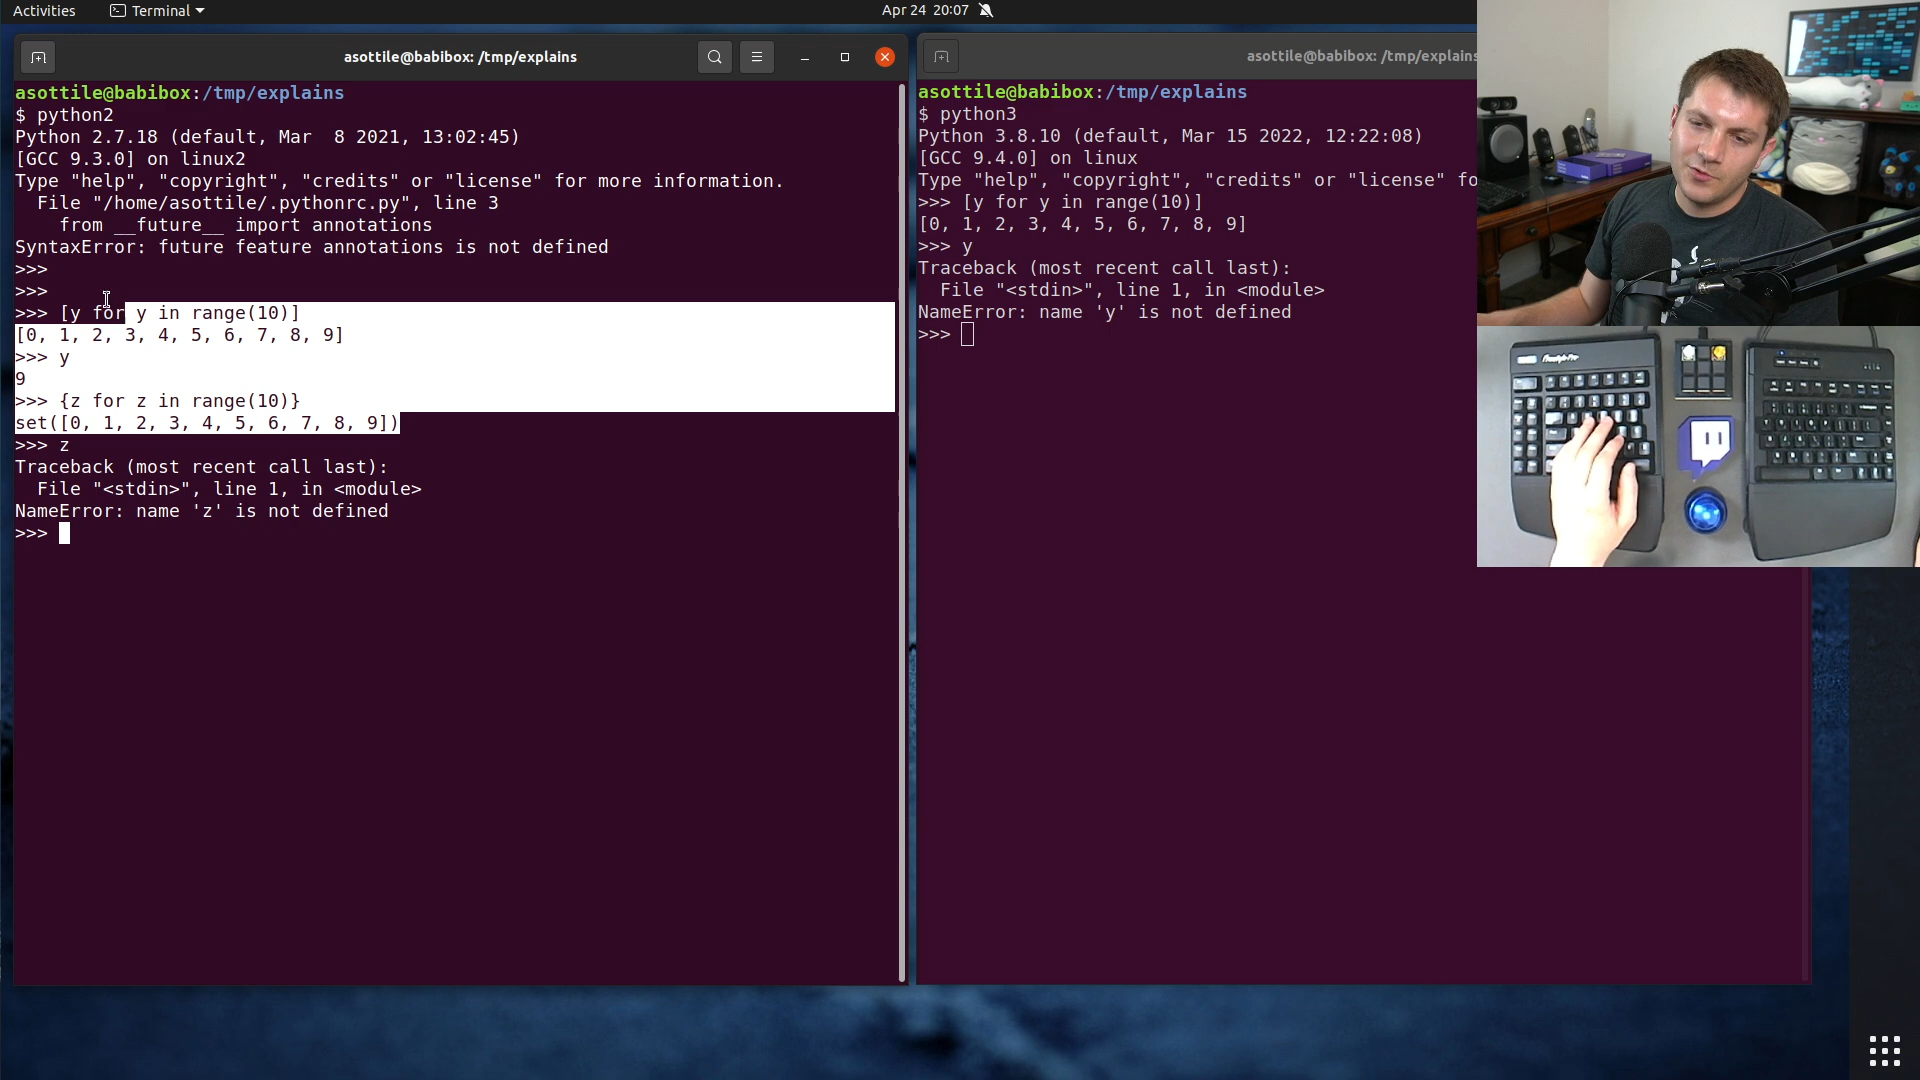 Activities
Terminal
Apr 24 20:07
asottile@babibox: /tmp/explains
asottile@babibox:/tmp/explains
$ python2
Python 2.7.18 (default, Mar  8 2021, 13:02:45)
[GCC 9.3.0] on linux2
Type "help", "copyright", "credits" or "license" for more information.
  File "/home/asottile/.pythonrc.py", line 3
    from __future__ import annotations
SyntaxError: future feature annotations is not defined
>>>
>>>
>>> [y for y in range(10)]
[0, 1, 2, 3, 4, 5, 6, 7, 8, 9]
>>> y
9
>>> {z for z in range(10)}
set([0, 1, 2, 3, 4, 5, 6, 7, 8, 9])
>>> z
Traceback (most recent call last):
  File "<stdin>", line 1, in <module>
NameError: name 'z' is not defined
>>>
asottile@babibox: /tmp/explains
asottile@babibox:/tmp/explains
$ python3
Python 3.8.10 (default, Mar 15 2022, 12:22:08)
[GCC 9.4.0] on linux
Type "help", "copyright", "credits" or "license" fo
>>> [y for y in range(10)]
[0, 1, 2, 3, 4, 5, 6, 7, 8, 9]
>>> y
Traceback (most recent call last):
  File "<stdin>", line 1, in <module>
NameError: name 'y' is not defined
>>>